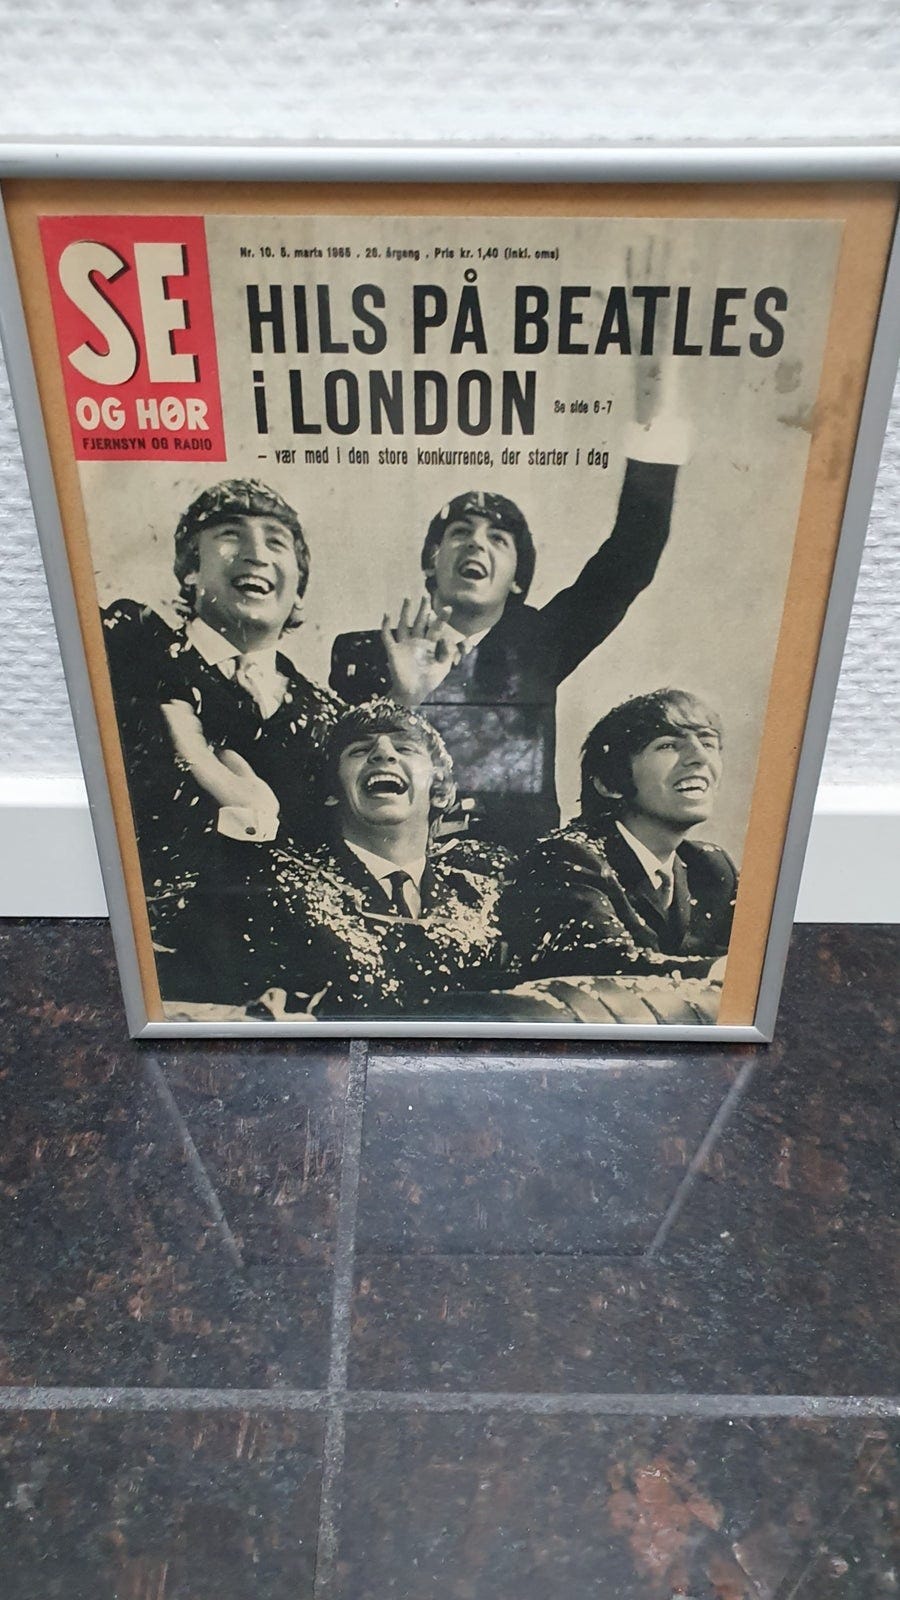 SE
OG HØR
FJERNSYN OG RADIO
Nr. 10. 5. marts 1965 . 26. årgang . Pris kr. 1,40 (inkl. oms)
HILS PÅ BEATLES
i LONDON
Se side 6-7
– vær med i den store konkurrence, der starter i dag